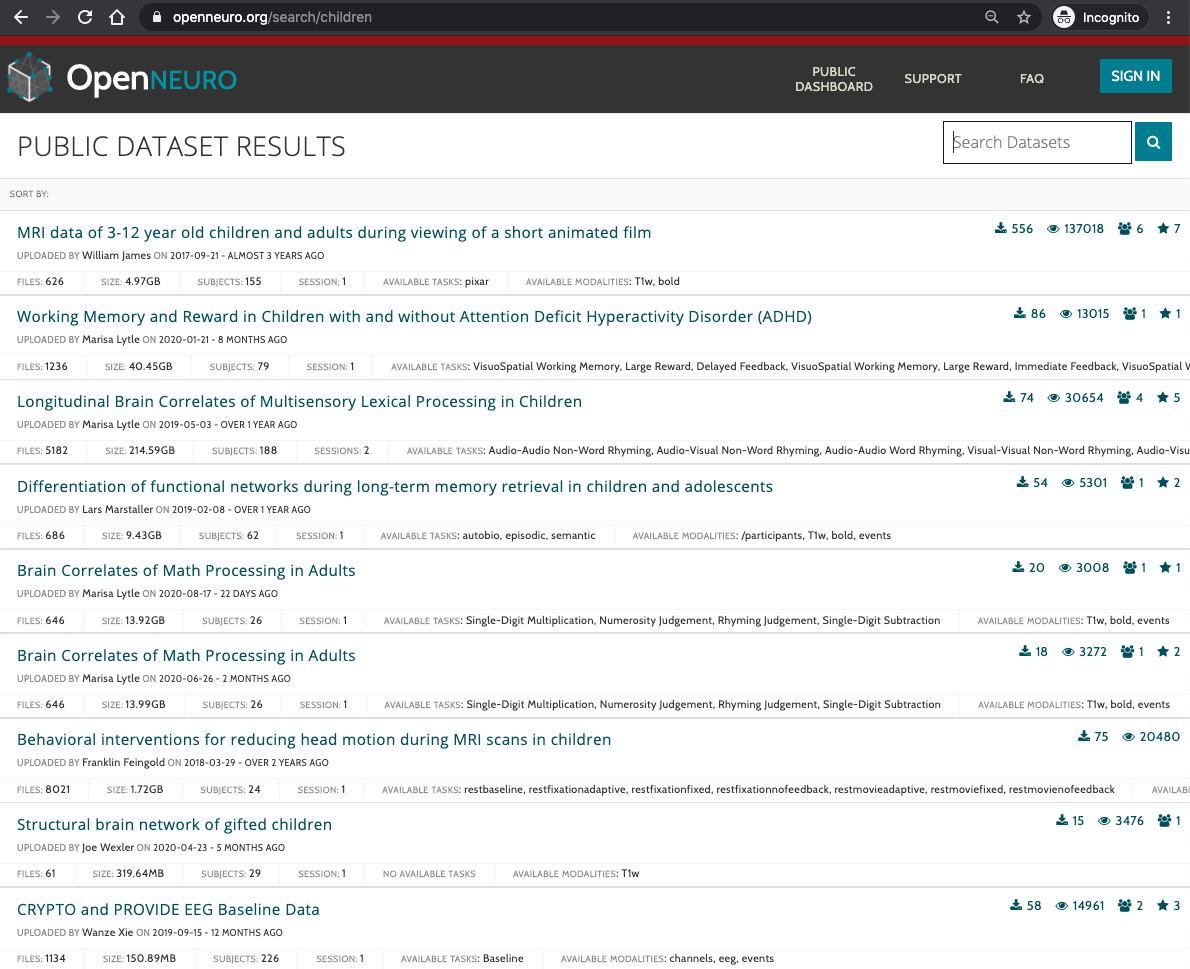 openneuro.org/search/children
Incognito
OpenNEURO
PUBLIC DASHBOARD
SUPPORT
FAQ
SIGN IN
PUBLIC DATASET RESULTS
Search Datasets
SORT BY:
MRI data of 3-12 year old children and adults during viewing of a short animated film
556 137018 6 7
UPLOADED BY William James ON 2017-09-21 - ALMOST 3 YEARS AGO
FILES: 626 SIZE: 4.97GB SUBJECTS: 155 SESSION: 1 AVAILABLE TASKS: pixar AVAILABLE MODALITIES: T1w, bold
Working Memory and Reward in Children with and without Attention Deficit Hyperactivity Disorder (ADHD)
86 13015 1 1
UPLOADED BY Marisa Lytle ON 2020-01-21 - 8 MONTHS AGO
FILES: 1236 SIZE: 40.45GB SUBJECTS: 79 SESSION: 1 AVAILABLE TASKS: VisuoSpatial Working Memory, Large Reward, Delayed Feedback, VisuoSpatial Working Memory, Large Reward, Immediate Feedback, VisuoSpatial W
Longitudinal Brain Correlates of Multisensory Lexical Processing in Children
74 30654 4 5
UPLOADED BY Marisa Lytle ON 2019-05-03 - OVER 1 YEAR AGO
FILES: 5182 SIZE: 214.59GB SUBJECTS: 188 SESSIONS: 2 AVAILABLE TASKS: Audio-Audio Non-Word Rhyming, Audio-Visual Non-Word Rhyming, Audio-Audio Word Rhyming, Visual-Visual Non-Word Rhyming, Audio-Visu
Differentiation of functional networks during long-term memory retrieval in children and adolescents
54 5301 1 2
UPLOADED BY Lars Marstaller ON 2019-02-08 - OVER 1 YEAR AGO
FILES: 686 SIZE: 9.43GB SUBJECTS: 62 SESSION: 1 AVAILABLE TASKS: autobio, episodic, semantic AVAILABLE MODALITIES: /participants, T1w, bold, events
Brain Correlates of Math Processing in Adults
20 3008 1 1
UPLOADED BY Marisa Lytle ON 2020-08-17 - 22 DAYS AGO
FILES: 646 SIZE: 13.92GB SUBJECTS: 26 SESSION: 1 AVAILABLE TASKS: Single-Digit Multiplication, Numerosity Judgement, Rhyming Judgement, Single-Digit Subtraction AVAILABLE MODALITIES: T1w, bold, events
Brain Correlates of Math Processing in Adults
18 3272 1 2
UPLOADED BY Marisa Lytle ON 2020-06-26 - 2 MONTHS AGO
FILES: 646 SIZE: 13.99GB SUBJECTS: 26 SESSION: 1 AVAILABLE TASKS: Single-Digit Multiplication, Numerosity Judgement, Rhyming Judgement, Single-Digit Subtraction AVAILABLE MODALITIES: T1w, bold, events
Behavioral interventions for reducing head motion during MRI scans in children
75 20480
UPLOADED BY Franklin Feingold ON 2018-03-29 - OVER 2 YEARS AGO
FILES: 8021 SIZE: 1.72GB SUBJECTS: 24 SESSION: 1 AVAILABLE TASKS: restbaseline, restfixationadaptive, restfixationfixed, restfixationnofeedback, restmovieadaptive, restmoviefixed, restmovienofeedback AVAILAB
Structural brain network of gifted children
15 3476 1
UPLOADED BY Joe Wexler ON 2020-04-23 - 5 MONTHS AGO
FILES: 61 SIZE: 319.64MB SUBJECTS: 29 SESSION: 1 NO AVAILABLE TASKS AVAILABLE MODALITIES: T1w
CRYPTO and PROVIDE EEG Baseline Data
58 14961 2 3
UPLOADED BY Wanze Xie ON 2019-09-15 - 12 MONTHS AGO
FILES: 1134 SIZE: 150.89MB SUBJECTS: 226 SESSION: 1 AVAILABLE TASKS: Baseline AVAILABLE MODALITIES: channels, eeg, events